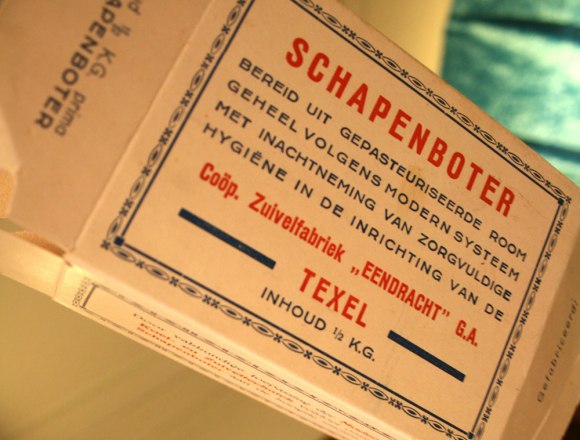 SCHAPENBOTER
BEREID UIT GEPASTEURISEERDE ROOM
GEHEEL VOLGENS MODERN SYSTEEM
MET INACHTNEMING VAN ZORGVULDIGE
HYGIËNE IN DE INRICHTING VAN DE
Coöp. Zuivelfabriek „EENDRACHT" G.A.
TEXEL
INHOUD ½ K.G.
½ K.G. prima
APENBOTER
Gefabriceerd